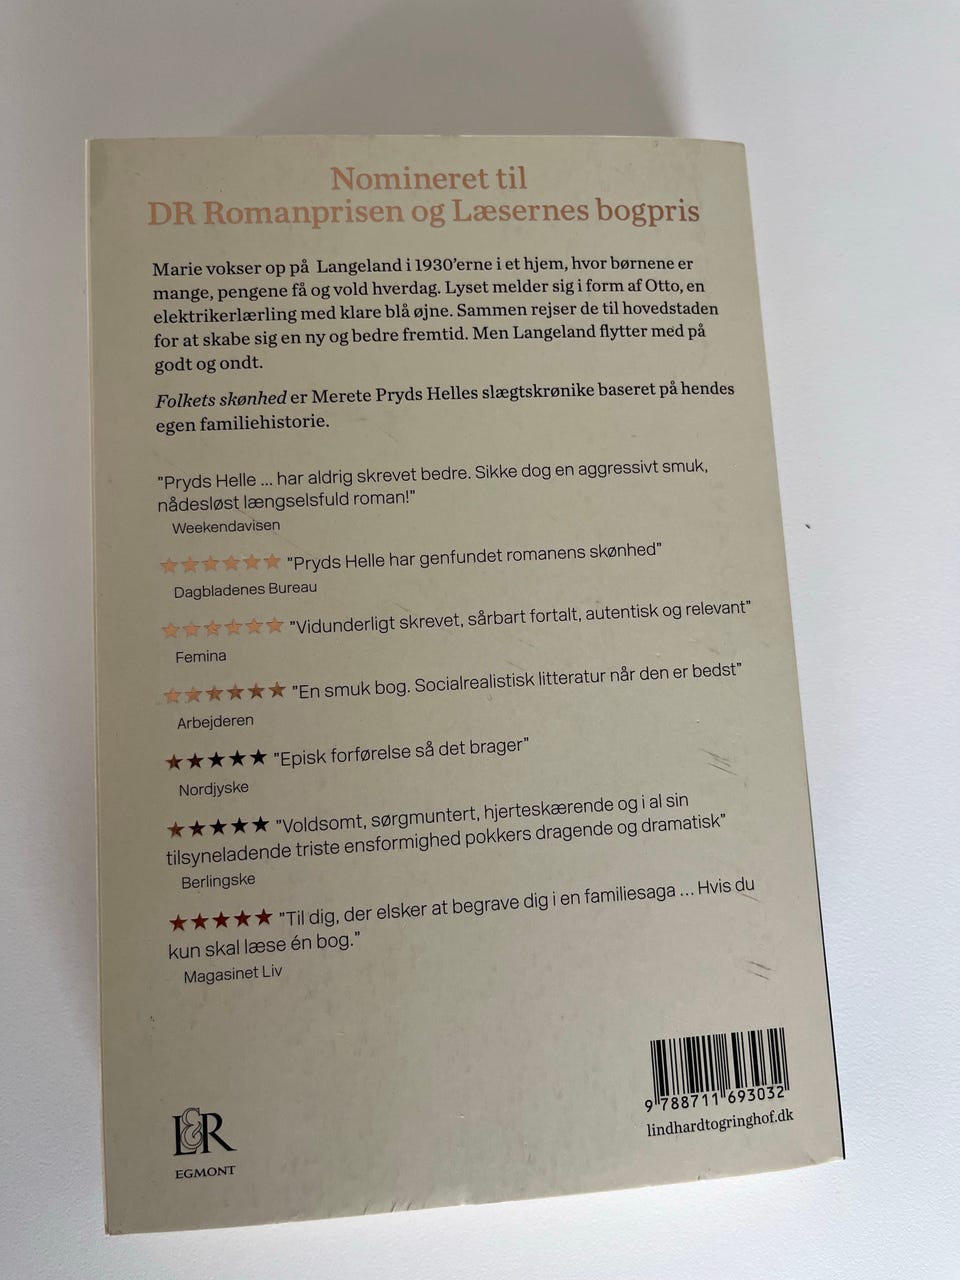 Nomineret til
DR Romanprisen og Læsernes bogpris
Marie vokser op på Langeland i 1930'erne i et hjem, hvor børnene er
mange, pengene få og vold hverdag. Lyset melder sig i form af Otto, en
elektrikerlærling med klare blå øjne. Sammen rejser de til hovedstaden
for at skabe sig en ny og bedre fremtid. Men Langeland flytter med på
godt og ondt.
Folkets skønhed er Merete Pryds Helles slægtskrønike baseret på hendes
egen familiehistorie.
"Pryds Helle ... har aldrig skrevet bedre. Sikke dog en aggressivt smuk,
nådesløst længselsfuld roman!"
Weekendavisen
★★★★★★ "Pryds Helle har genfundet romanens skønhed"
Dagbladenes Bureau
★★★★★★ "Vidunderligt skrevet, sårbart fortalt, autentisk og relevant"
Femina
★★★★★★ "En smuk bog. Socialrealistisk litteratur når den er bedst"
Arbejderen
★★★★★ "Episk forførelse så det brager"
Nordjyske
★★★★★ "Voldsomt, sørgmuntert, hjerteskærende og i al sin
tilsyneladende triste ensformighed pokkers dragende og dramatisk"
Berlingske
★★★★★ "Til dig, der elsker at begrave dig i en familiesaga ... Hvis du
kun skal læse én bog."
Magasinet Liv
9 788711 693032
lindhardtogringhof.dk
L&R
EGMONT